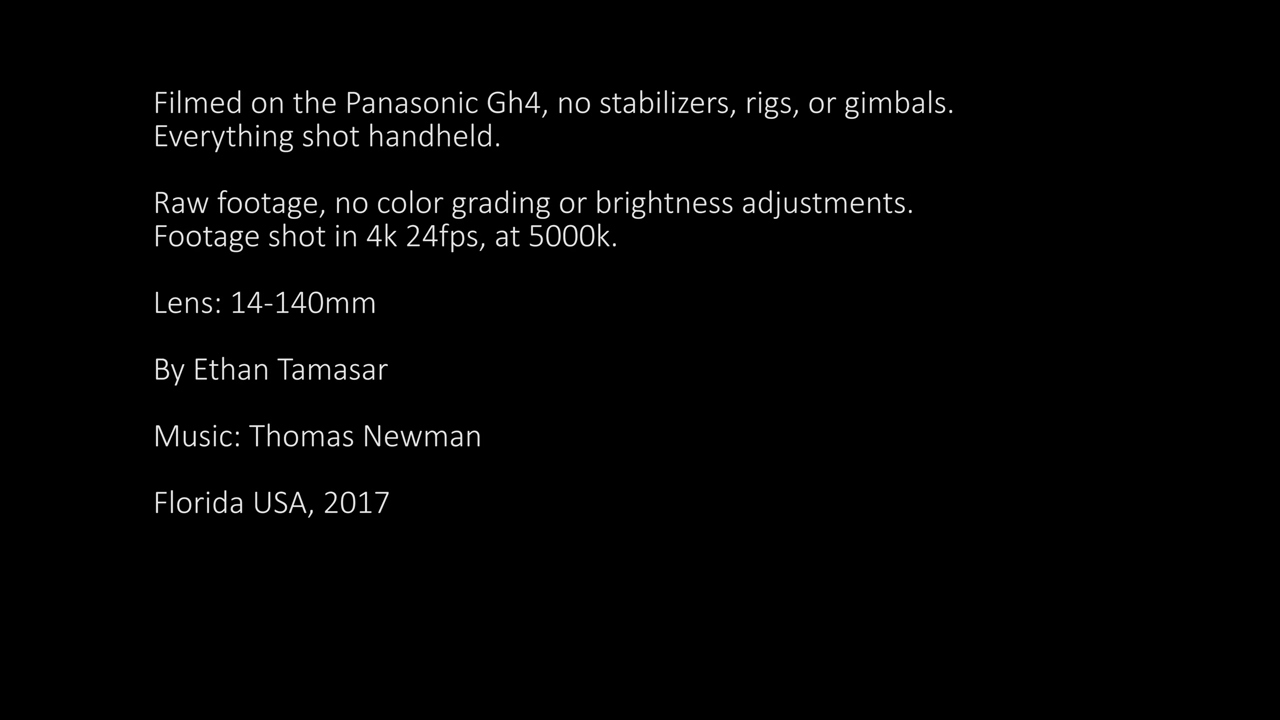 Filmed on the Panasonic Gh4, no stabilizers, rigs, or gimbals.
Everything shot handheld.
Raw footage, no color grading or brightness adjustments.
Footage shot in 4k 24fps, at 5000k.
Lens: 14-140mm
By Ethan Tamasar
Music: Thomas Newman
Florida USA, 2017